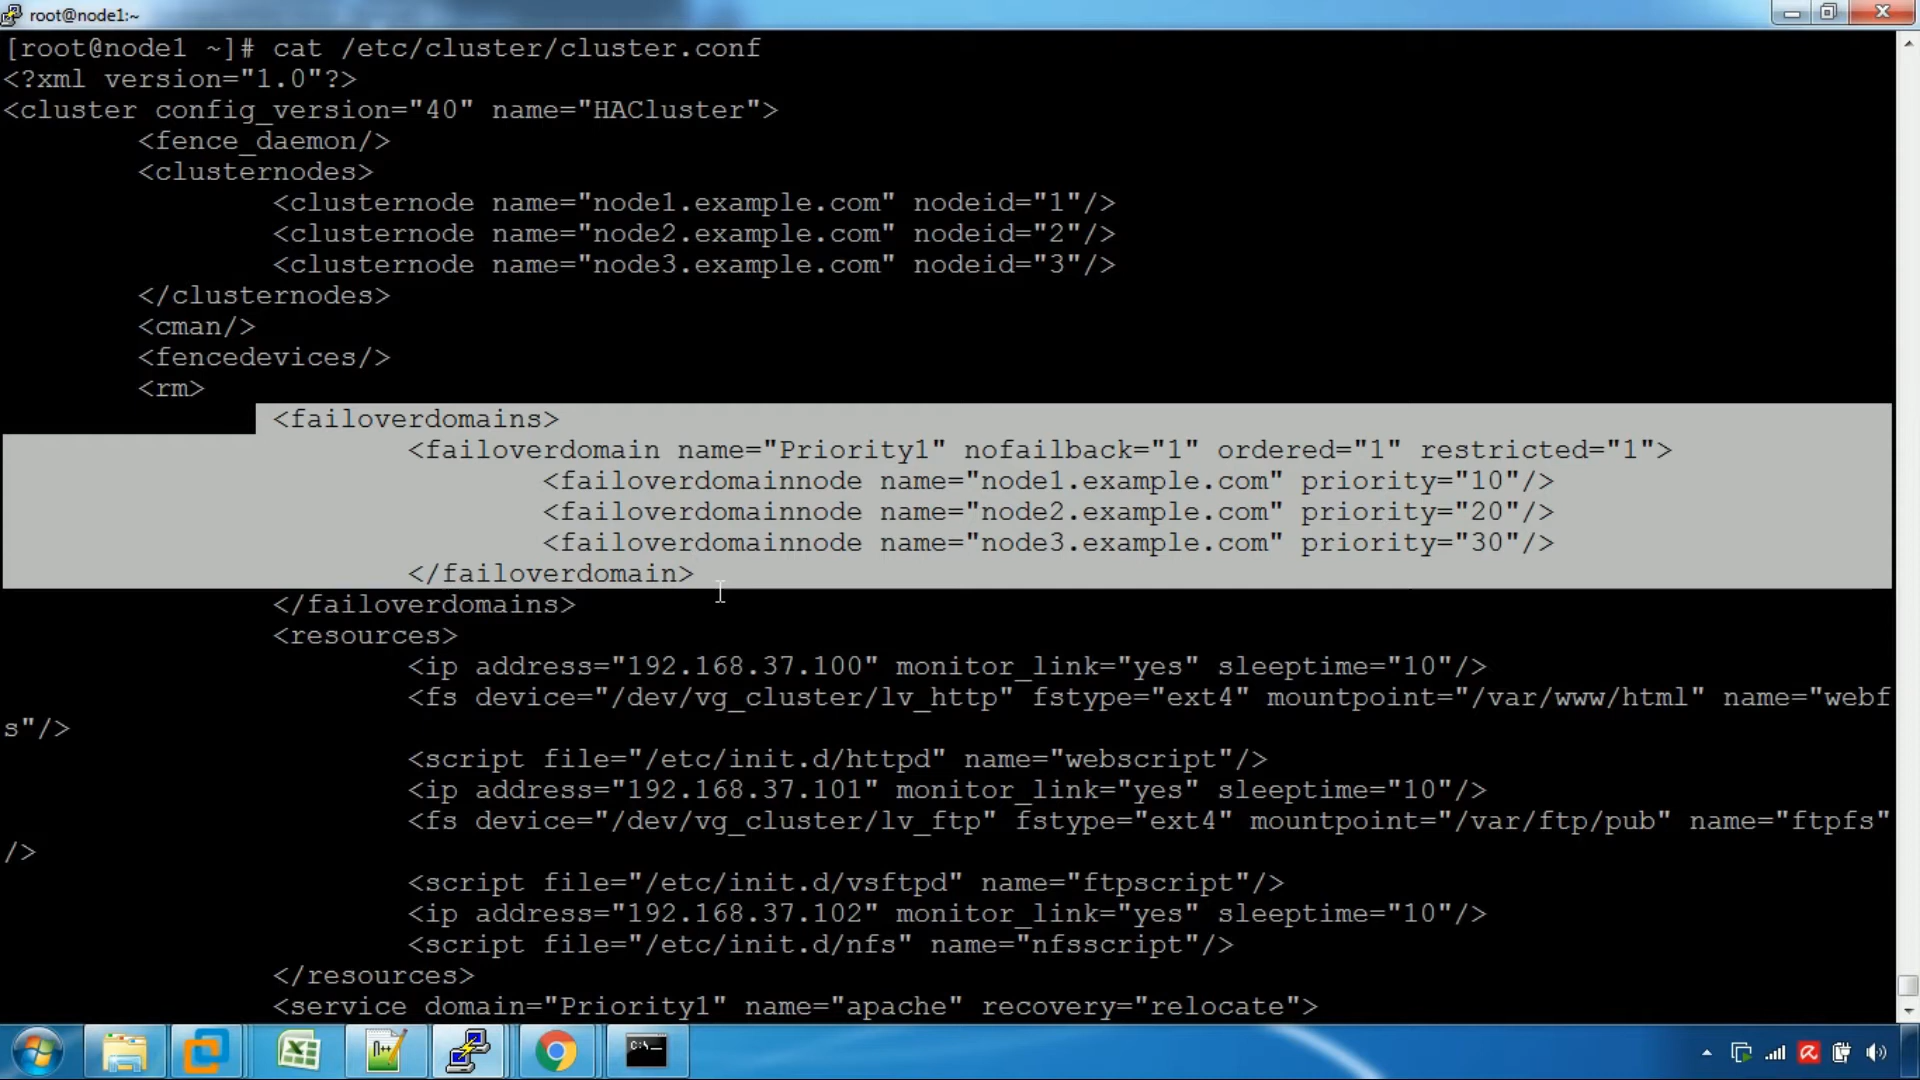 root@node1:~
[root@node1 ~]# cat /etc/cluster/cluster.conf
<?xml version="1.0"?>
<cluster config_version="40" name="HACluster">
<fence_daemon/>
<clusternodes>
<clusternode name="node1.example.com" nodeid="1"/>
<clusternode name="node2.example.com" nodeid="2"/>
<clusternode name="node3.example.com" nodeid="3"/>
</clusternodes>
<cman/>
<fencedevices/>
<rm>
<failoverdomains>
<failoverdomain name="Priority1" nofailback="1" ordered="1" restricted="1">
<failoverdomainnode name="node1.example.com" priority="10"/>
<failoverdomainnode name="node2.example.com" priority="20"/>
<failoverdomainnode name="node3.example.com" priority="30"/>
</failoverdomain>
</failoverdomains>
<resources>
<ip address="192.168.37.100" monitor_link="yes" sleeptime="10"/>
<fs device="/dev/vg_cluster/lv_http" fstype="ext4" mountpoint="/var/www/html" name="webf
s"/>
<script file="/etc/init.d/httpd" name="webscript"/>
<ip address="192.168.37.101" monitor_link="yes" sleeptime="10"/>
<fs device="/dev/vg_cluster/lv_ftp" fstype="ext4" mountpoint="/var/ftp/pub" name="ftpfs"
/>
<script file="/etc/init.d/vsftpd" name="ftpscript"/>
<ip address="192.168.37.102" monitor_link="yes" sleeptime="10"/>
<script file="/etc/init.d/nfs" name="nfsscript"/>
</resources>
<service domain="Priority1" name="apache" recovery="relocate">